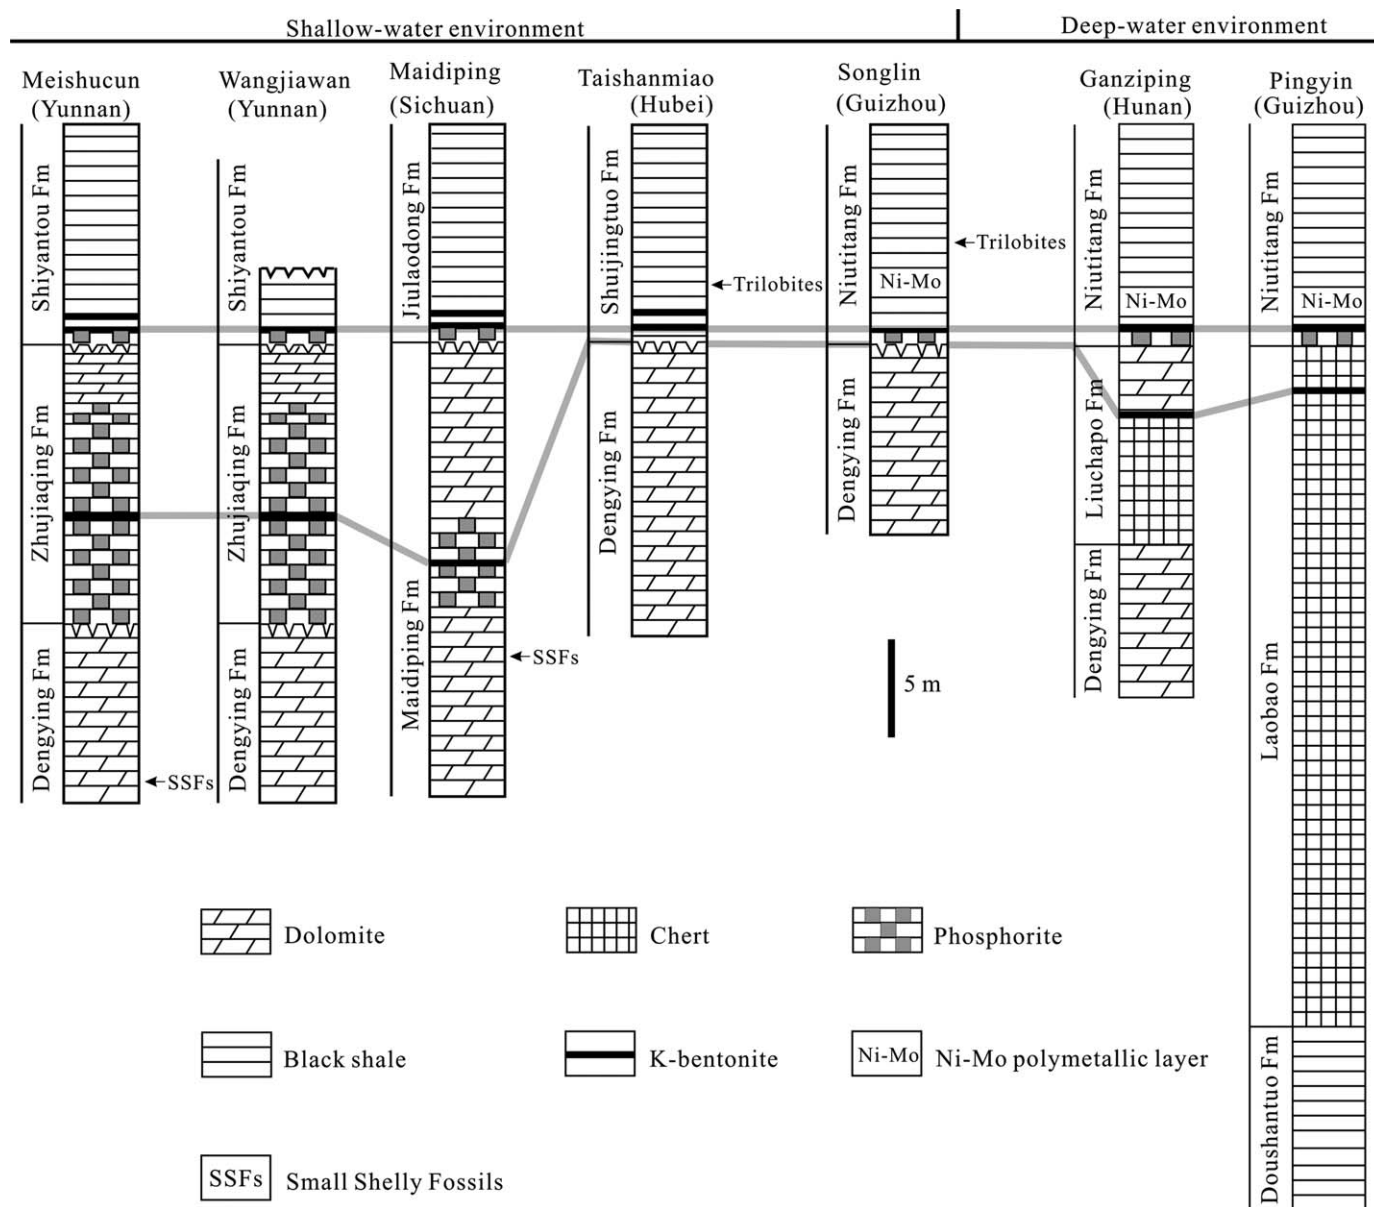 Shallow-water environment
Deep-water environment
Meishucun
(Yunnan)
Wangjiawan
(Yunnan)
Maidiping
(Sichuan)
Taishanmiao
(Hubei)
Songlin
(Guizhou)
Ganziping
(Hunan)
Pingyin
(Guizhou)
Shiyantou Fm
Zhujiaqing Fm
Dengying Fm
SSFs
Shiyantou Fm
Zhujiaqing Fm
Dengying Fm
Jiulaodong Fm
Maidiping Fm
SSFs
Shuijingtuo Fm
Dengying Fm
Trilobites
Niutitang Fm
Dengying Fm
Ni-Mo
Trilobites
Niutitang Fm
Liuchapo Fm
Dengying Fm
Ni-Mo
Niutitang Fm
Laobao Fm
Doushantuo Fm
Ni-Mo
5 m
Dolomite
Chert
Phosphorite
Black shale
K-bentonite
Ni-Mo
Ni-Mo polymetallic layer
SSFs
Small Shelly Fossils